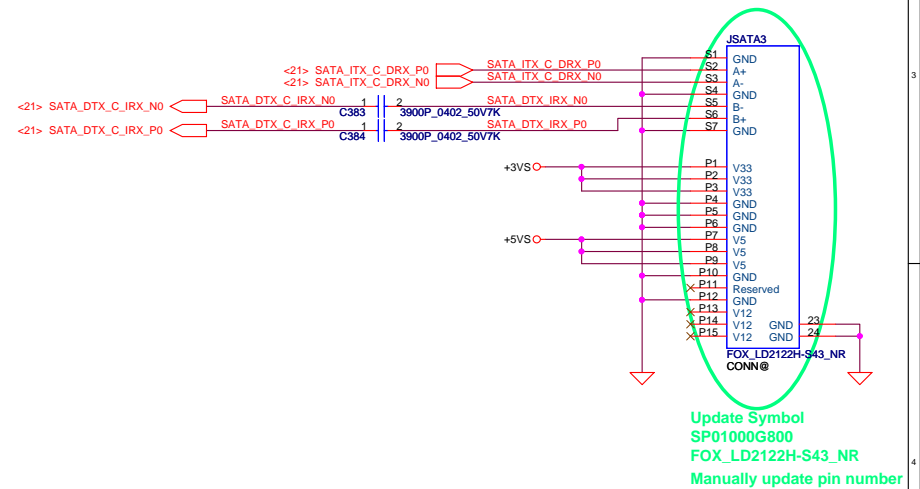 JSATA3
<21> SATA_ITX_C_DRX_P0 SATA_ITX_C_DRX_P0 S1 GND
<21> SATA_ITX_C_DRX_N0 SATA_ITX_C_DRX_N0 S2 A+
S3 A-
S4 GND
<21> SATA_DTX_C_IRX_N0 SATA_DTX_C_IRX_N0 1 2 SATA_DTX_IRX_N0 S5 B-
C383 3900P_0402_50V7K
<21> SATA_DTX_C_IRX_P0 SATA_DTX_C_IRX_P0 1 2 SATA_DTX_IRX_P0 S6 B+
C384 3900P_0402_50V7K
S7 GND
+3VS P1 V33
P2 V33
P3 V33
P4 GND
P5 GND
P6 GND
+5VS P7 V5
P8 V5
P9 V5
P10 GND
P11 Reserved
P12 GND
P13 V12
P14 V12 GND 23
P15 V12 GND 24
FOX_LD2122H-S43_NR
CONN@
Update Symbol
SP01000G800
FOX_LD2122H-S43_NR
Manually update pin number
3
4